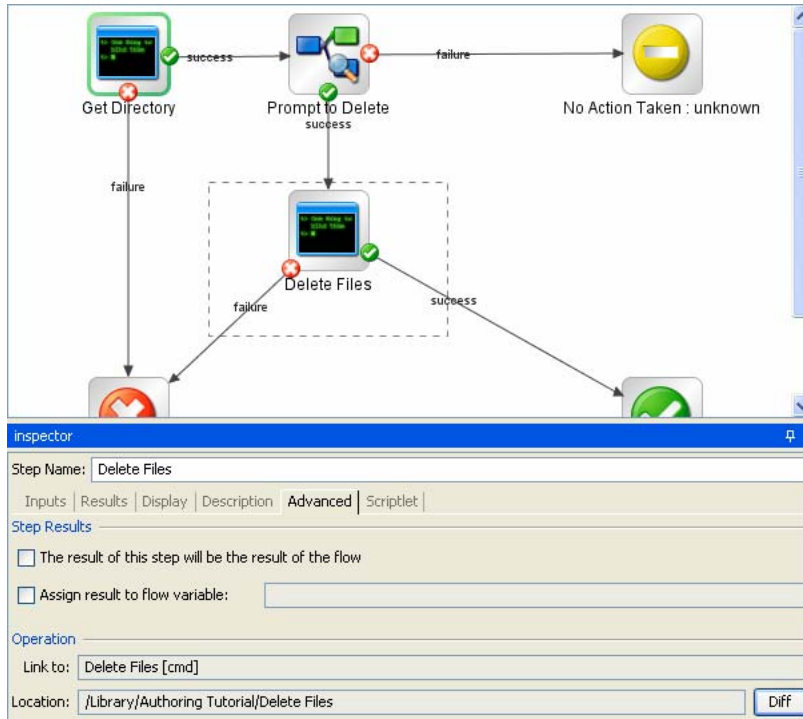 success
failure
Get Directory
Prompt to Delete
No Action Taken : unknown
success
failure
Delete Files
failure
success
inspector
Step Name: Delete Files
Inputs Results Display Description Advanced Scriptlet
Step Results
The result of this step will be the result of the flow
Assign result to flow variable:
Operation
Link to: Delete Files [cmd]
Location: /Library/Authoring Tutorial/Delete Files Diff